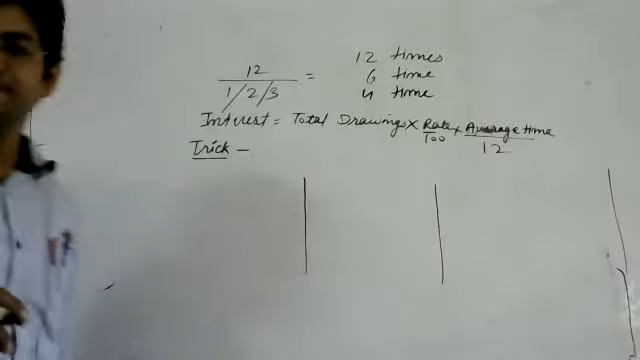 12 / 1/2/3 = 12 times
6 time
4 time
Interest = Total Drawings × Rate/100 × Average time/12
Trick -